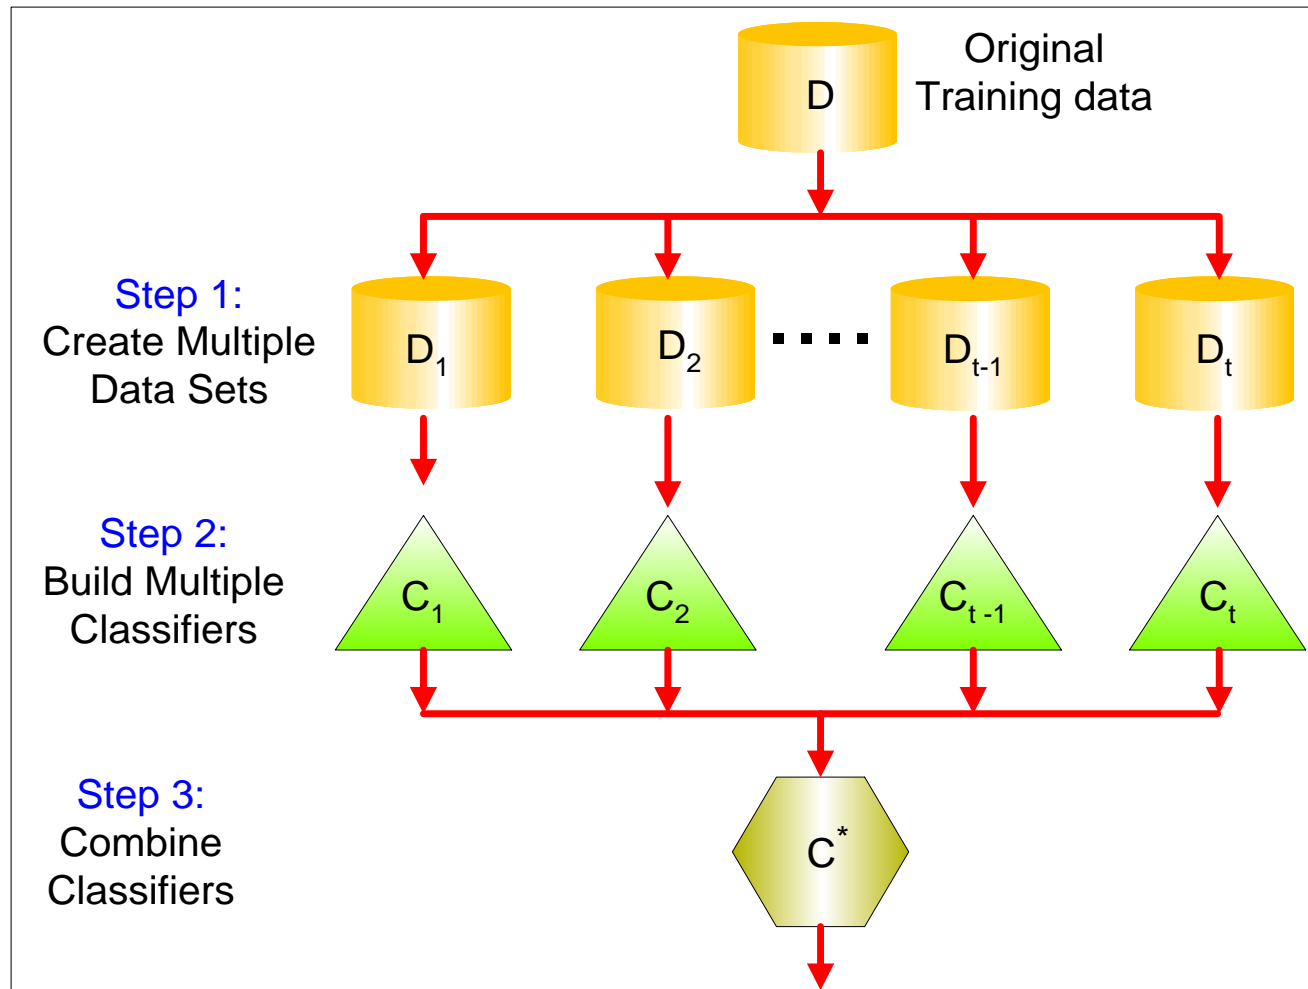 Original
Training data
D
Step 1:
Create Multiple
Data Sets
D₁
D₂
....
Dₜ₋₁
Dₜ
Step 2:
Build Multiple
Classifiers
C₁
C₂
Cₜ ₋₁
Cₜ
Step 3:
Combine
Classifiers
C*